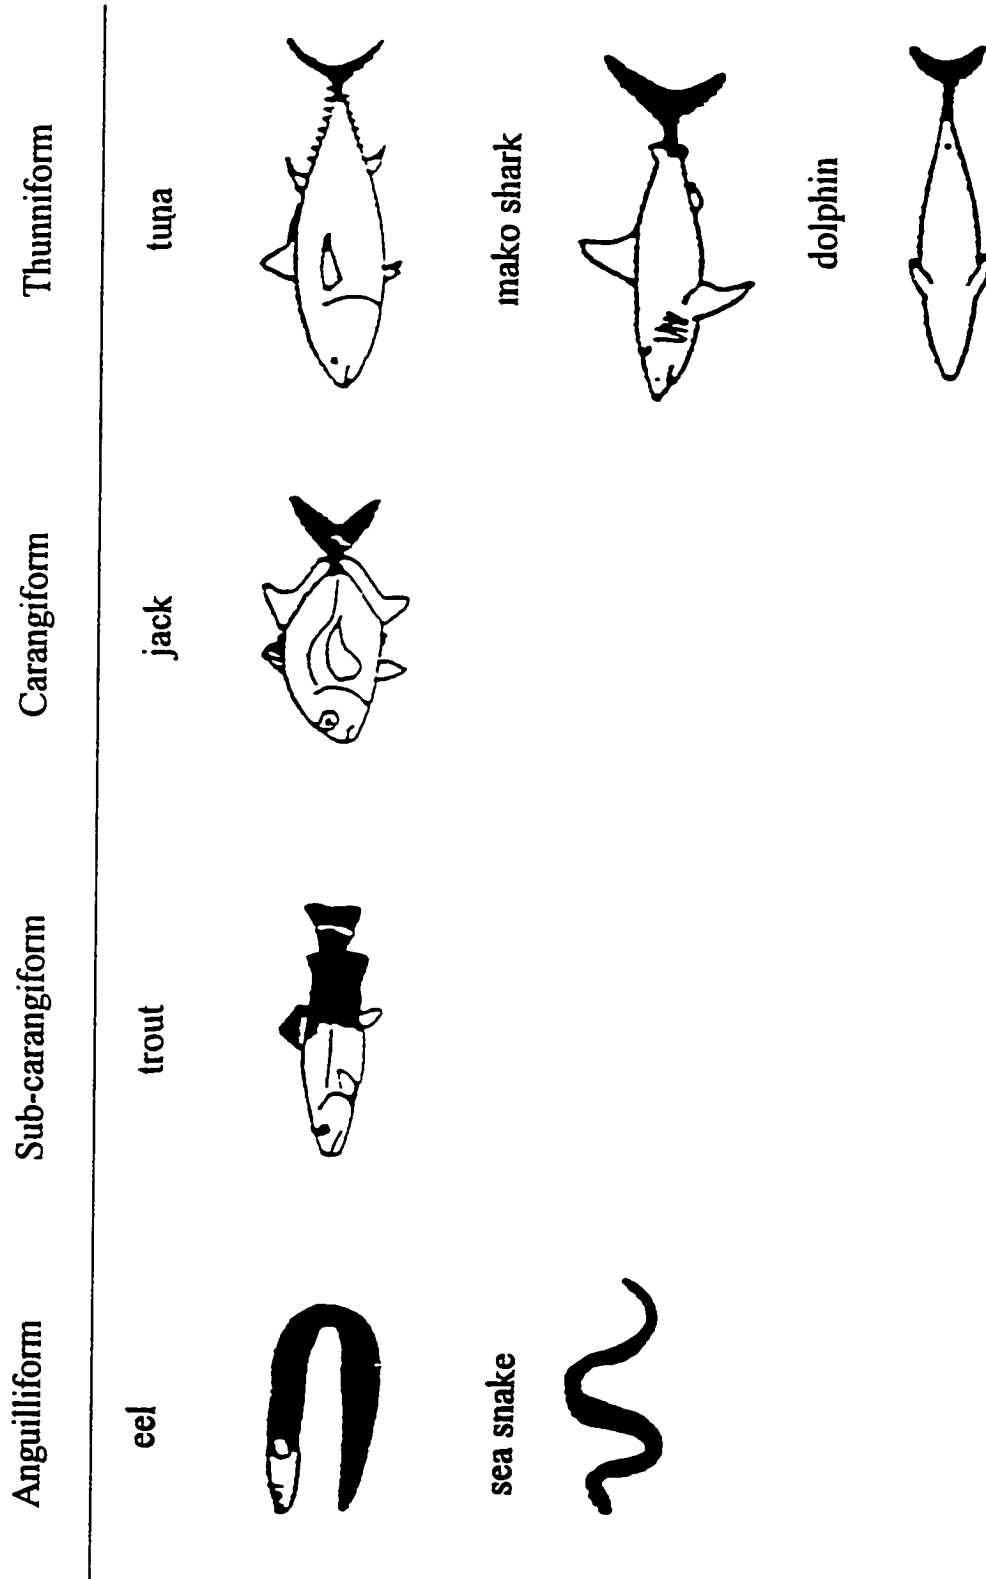 Anguilliform Sub-carangiform Carangiform Thunniform
eel trout jack tuna
sea snake mako shark
dolphin